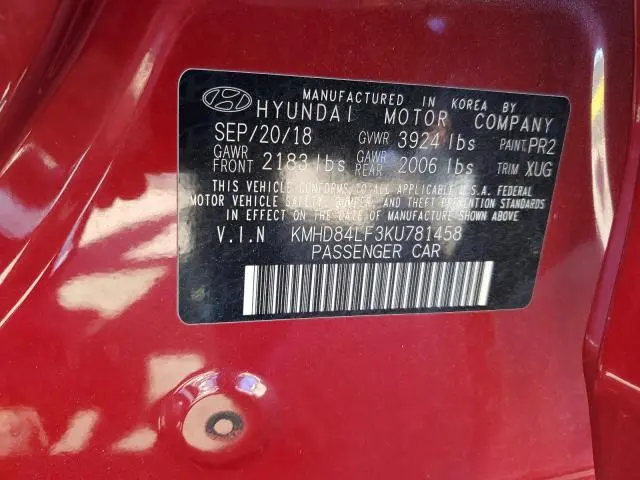 MANUFACTURED IN KOREA BY
HYUNDAI MOTOR COMPANY
SEP/20/18 GVWR 3924 lbs PAINT: PR2
GAWR FRONT 2183 lbs GAWR REAR 2006 lbs TRIM XUG
THIS VEHICLE CONFORMS TO ALL APPLICABLE U.S.A. FEDERAL
MOTOR VEHICLE SAFETY, BUMPER, AND THEFT PREVENTION STANDARDS
IN EFFECT ON THE DATE OF MANUFACTURE SHOWN ABOVE.
V.I.N KMHD84LF3KU781458
PASSENGER CAR